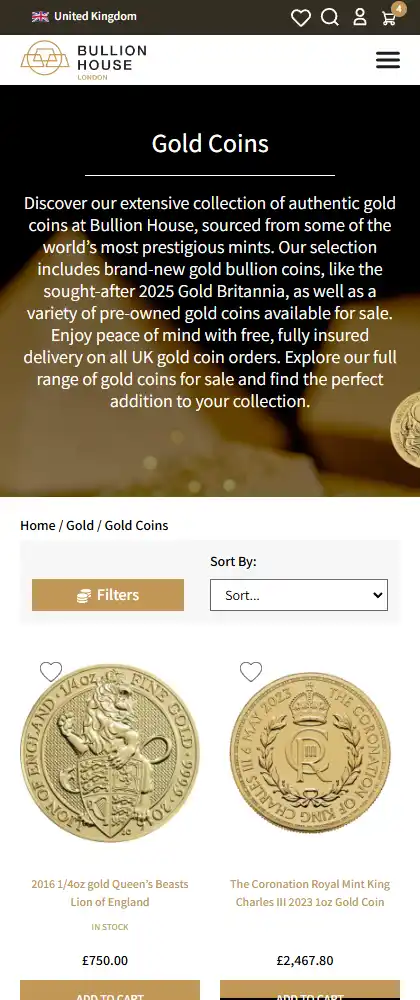 United Kingdom
4
BULLION
HOUSE
LONDON
Gold Coins
Discover our extensive collection of authentic gold
coins at Bullion House, sourced from some of the
world's most prestigious mints. Our selection
includes brand-new gold bullion coins, like the
sought-after 2025 Gold Britannia, as well as a
variety of pre-owned gold coins available for sale.
Enjoy peace of mind with free, fully insured
delivery on all UK gold coin orders. Explore our full
range of gold coins for sale and find the perfect
addition to your collection.
Home / Gold / Gold Coins
Sort By:
Filters
Sort...
LION OF ENGLAND · 1/4oz · FINE GOLD · 9999 · 2016
6 MAY 2023 · THE CORONATION OF KING CHARLES III
2016 1/4oz gold Queen's Beasts
Lion of England
The Coronation Royal Mint King
Charles III 2023 1oz Gold Coin
IN STOCK
£750.00
£2,467.80
ADD TO CART
ADD TO CART